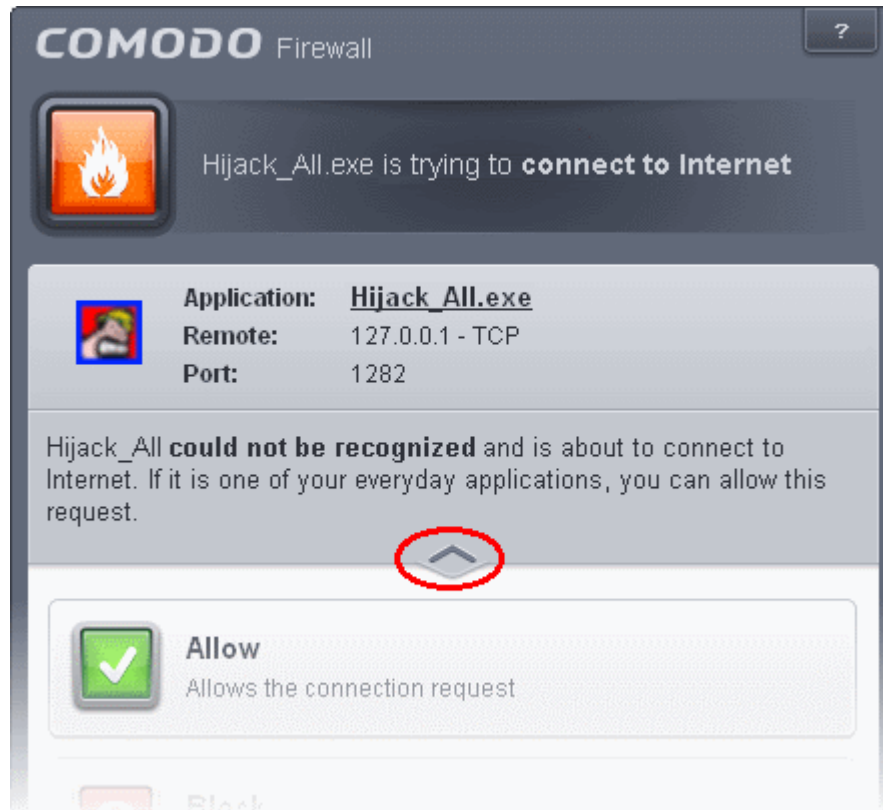 COMODO Firewall
?
Hijack_All.exe is trying to connect to Internet
Application: Hijack_All.exe
Remote: 127.0.0.1 - TCP
Port: 1282
Hijack_All could not be recognized and is about to connect to
Internet. If it is one of your everyday applications, you can allow this
request.
Allow
Allows the connection request
Block